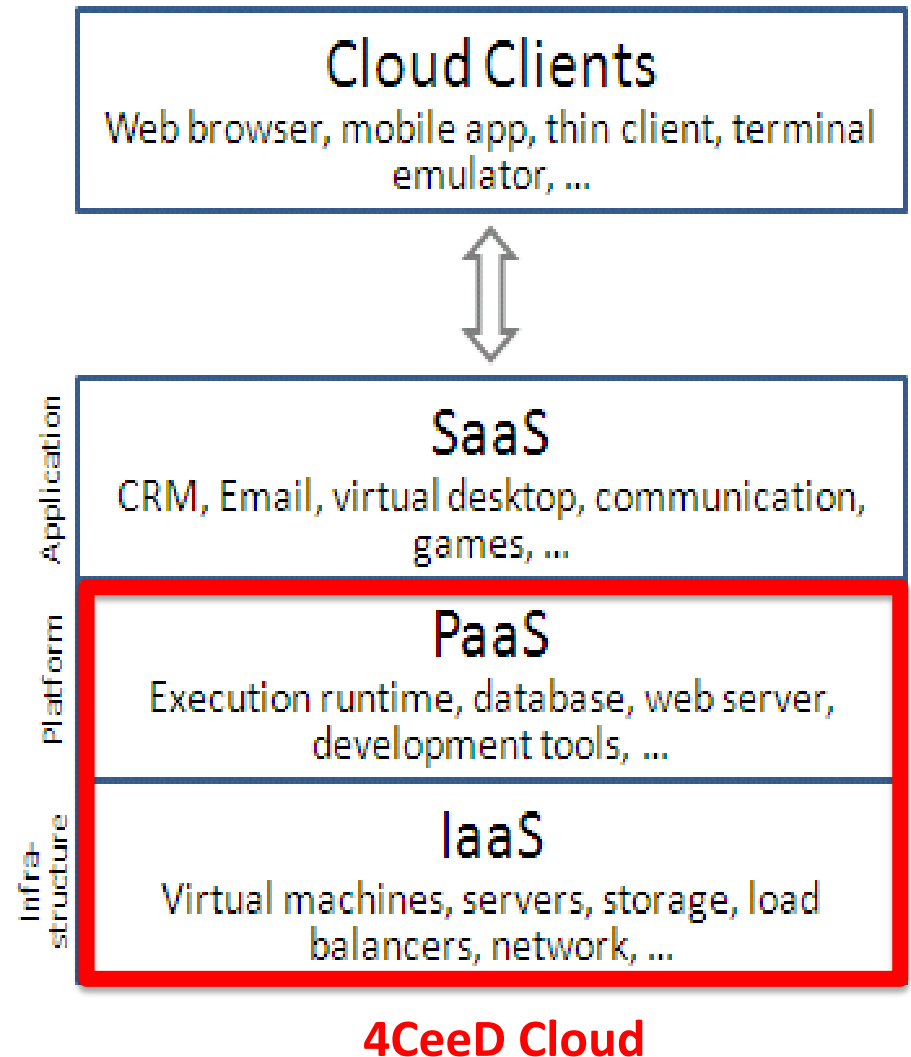 Cloud Clients
Web browser, mobile app, thin client, terminal
emulator, ...
Application
SaaS
CRM, Email, virtual desktop, communication,
games, ...
Platform
PaaS
Execution runtime, database, web server,
development tools, ...
Infra-
structure
IaaS
Virtual machines, servers, storage, load
balancers, network, ...
4CeeD Cloud